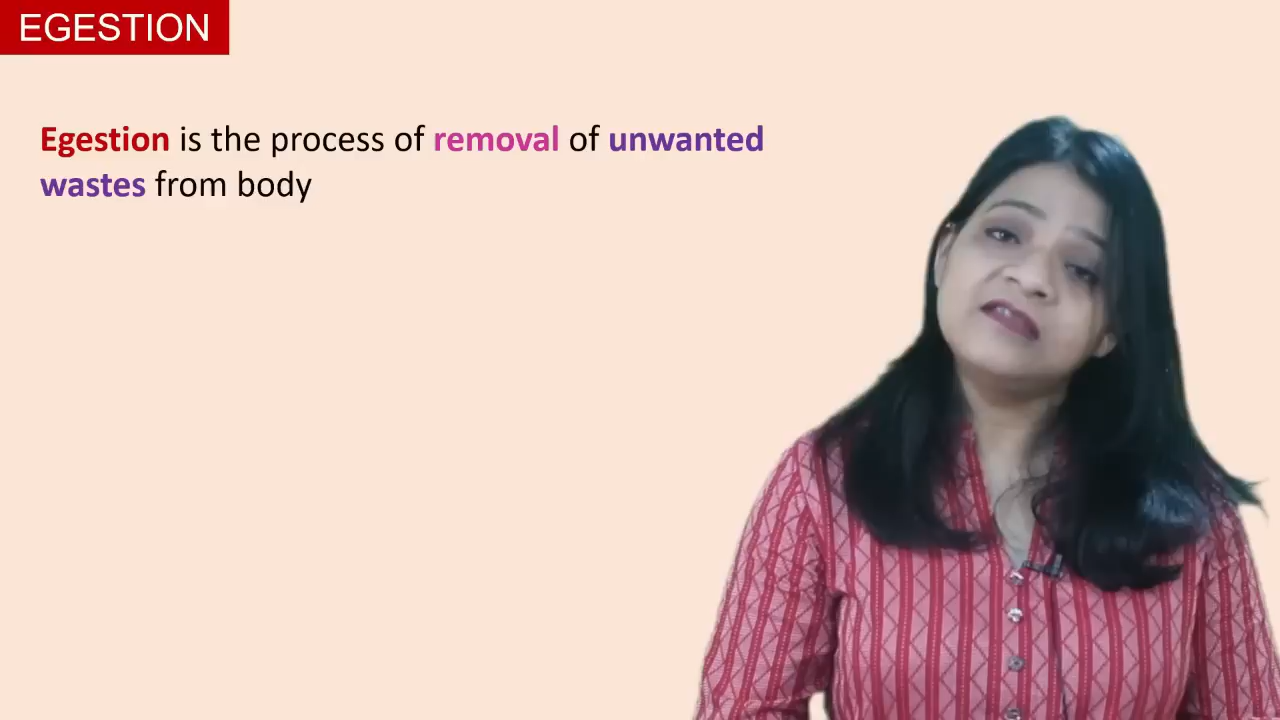 EGESTION
Egestion is the process of removal of unwanted
wastes from body